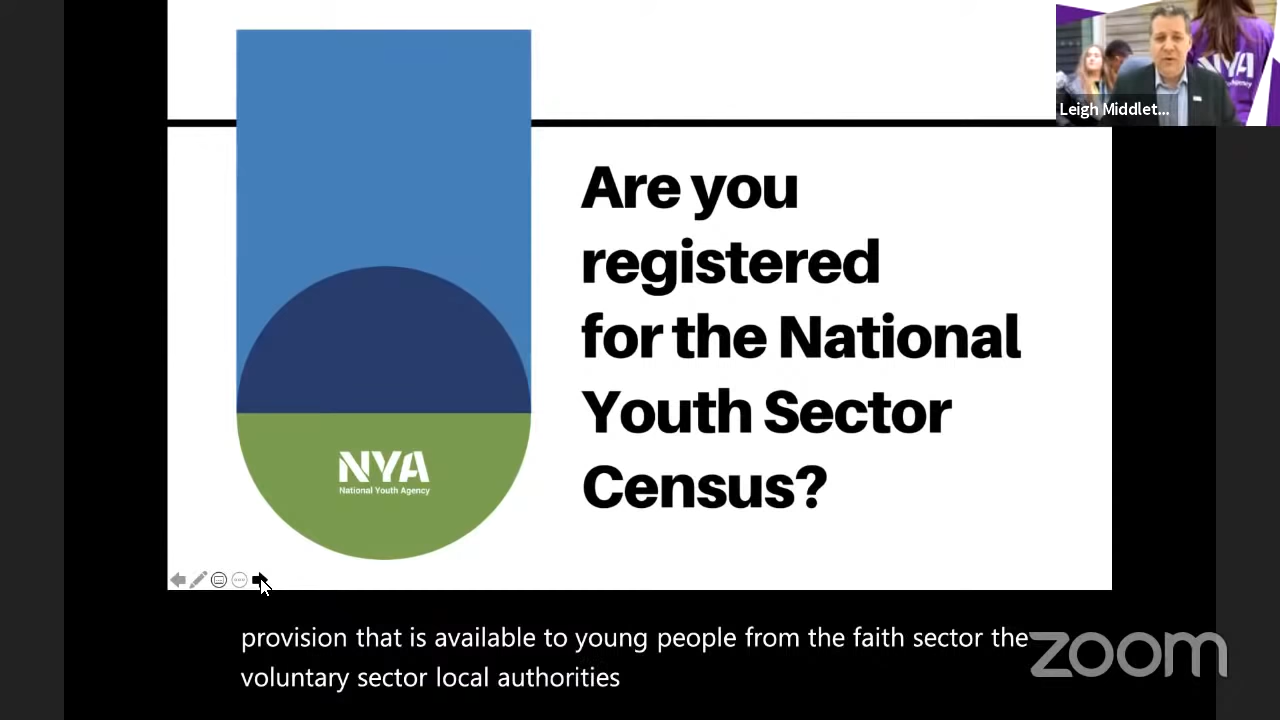 NYA
Leigh Middlet...
Are you
registered
for the National
Youth Sector
Census?
NYA
National Youth Agency
provision that is available to young people from the faith sector the
voluntary sector local authorities
zoom